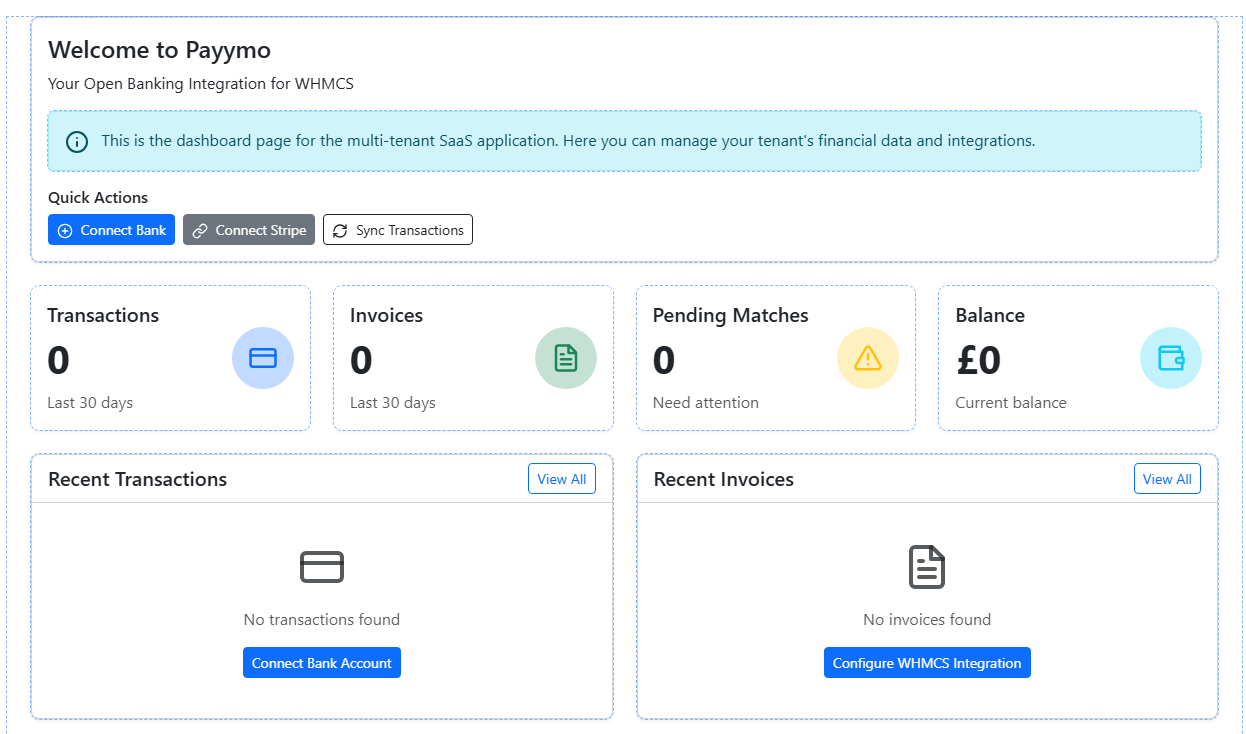 Welcome to Payymo
Your Open Banking Integration for WHMCS
This is the dashboard page for the multi-tenant SaaS application. Here you can manage your tenant's financial data and integrations.
Quick Actions
Connect Bank Connect Stripe Sync Transactions
Transactions
0
Last 30 days
Invoices
0
Last 30 days
Pending Matches
0
Need attention
Balance
£0
Current balance
Recent Transactions View All
No transactions found
Connect Bank Account
Recent Invoices View All
No invoices found
Configure WHMCS Integration